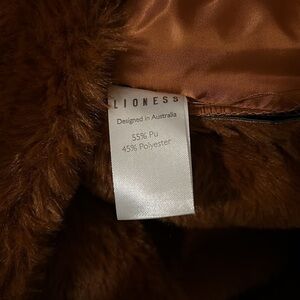 LIONESS
Designed in Australia
55% Pu
45% Polyester